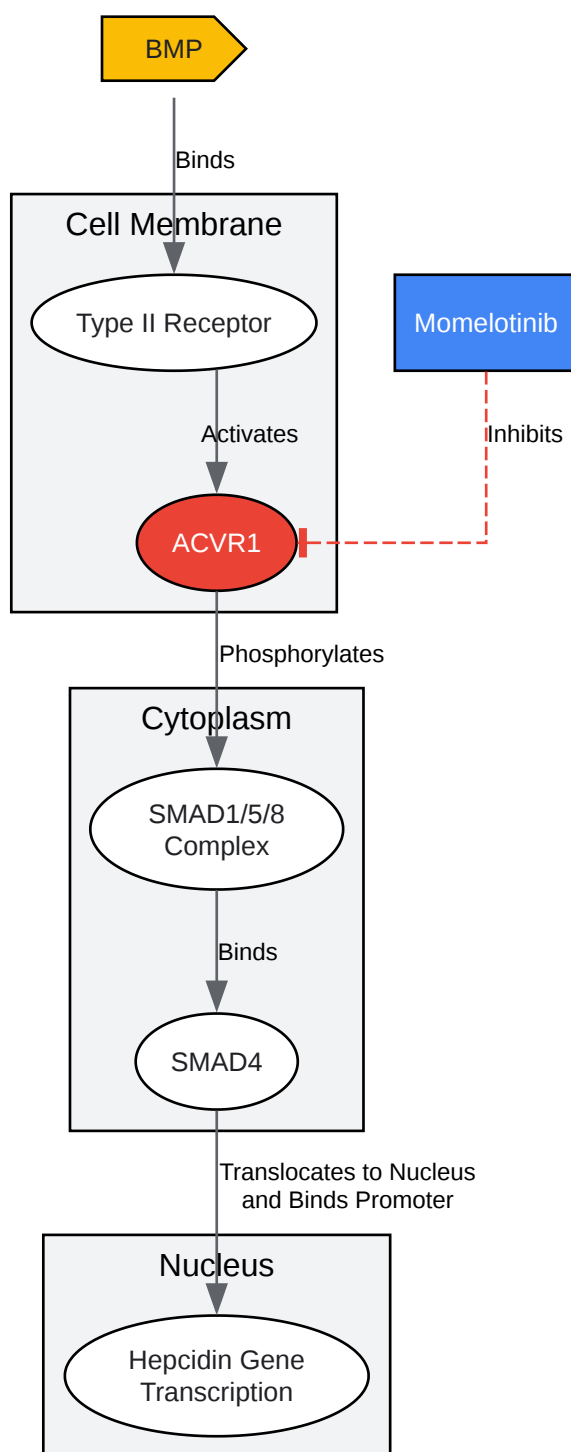 BMP
Binds
Cell Membrane
Type II Receptor
Momelotinib
Activates
Inhibits
ACVR1
Phosphorylates
Cytoplasm
SMAD1/5/8
Complex
Binds
SMAD4
Translocates to Nucleus
and Binds Promoter
Nucleus
Hepcidin Gene
Transcription